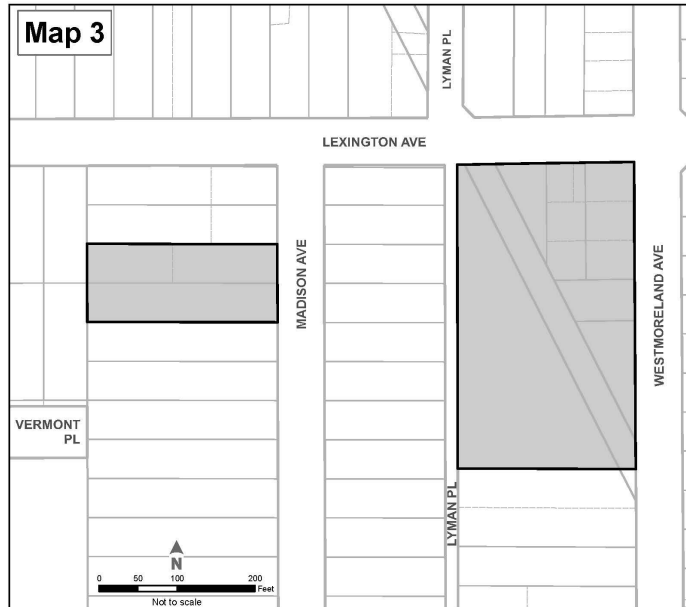 Map 3
LYMAN PL
LEXINGTON AVE
MADISON AVE
WESTMORELAND AVE
VERMONT
PL
LYMAN PL
N
0 50 100 200
Feet
Not to scale